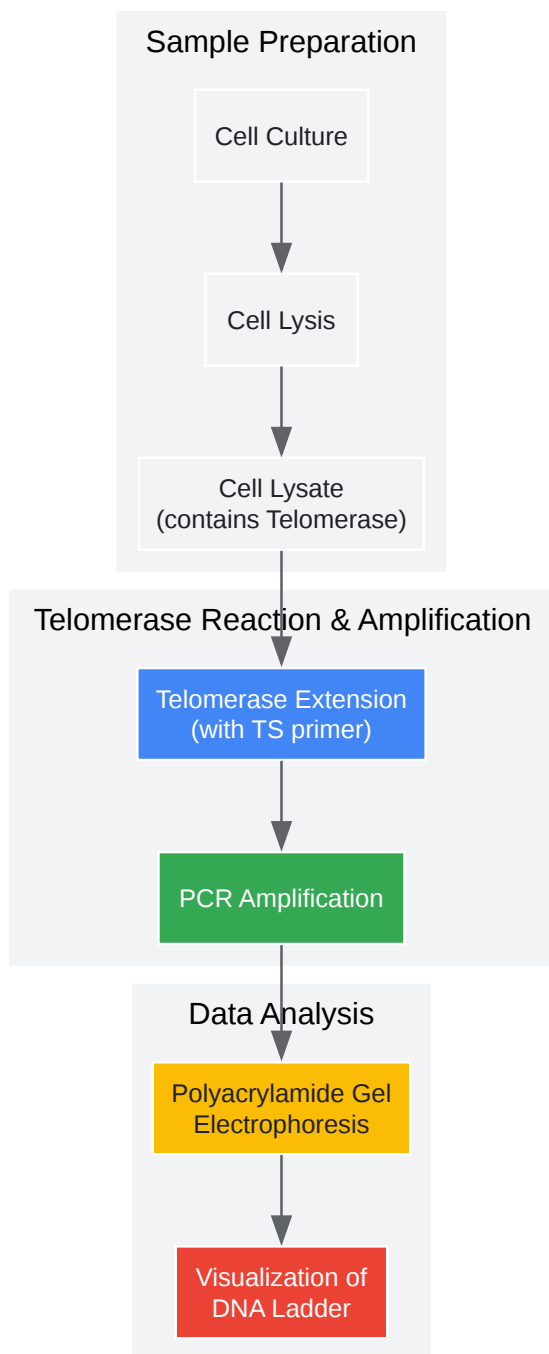 Sample Preparation
Cell Culture
Cell Lysis
Cell Lysate
(contains Telomerase)
Telomerase Reaction & Amplification
Telomerase Extension
(with TS primer)
PCR Amplification
Data Analysis
Polyacrylamide Gel
Electrophoresis
Visualization of
DNA Ladder